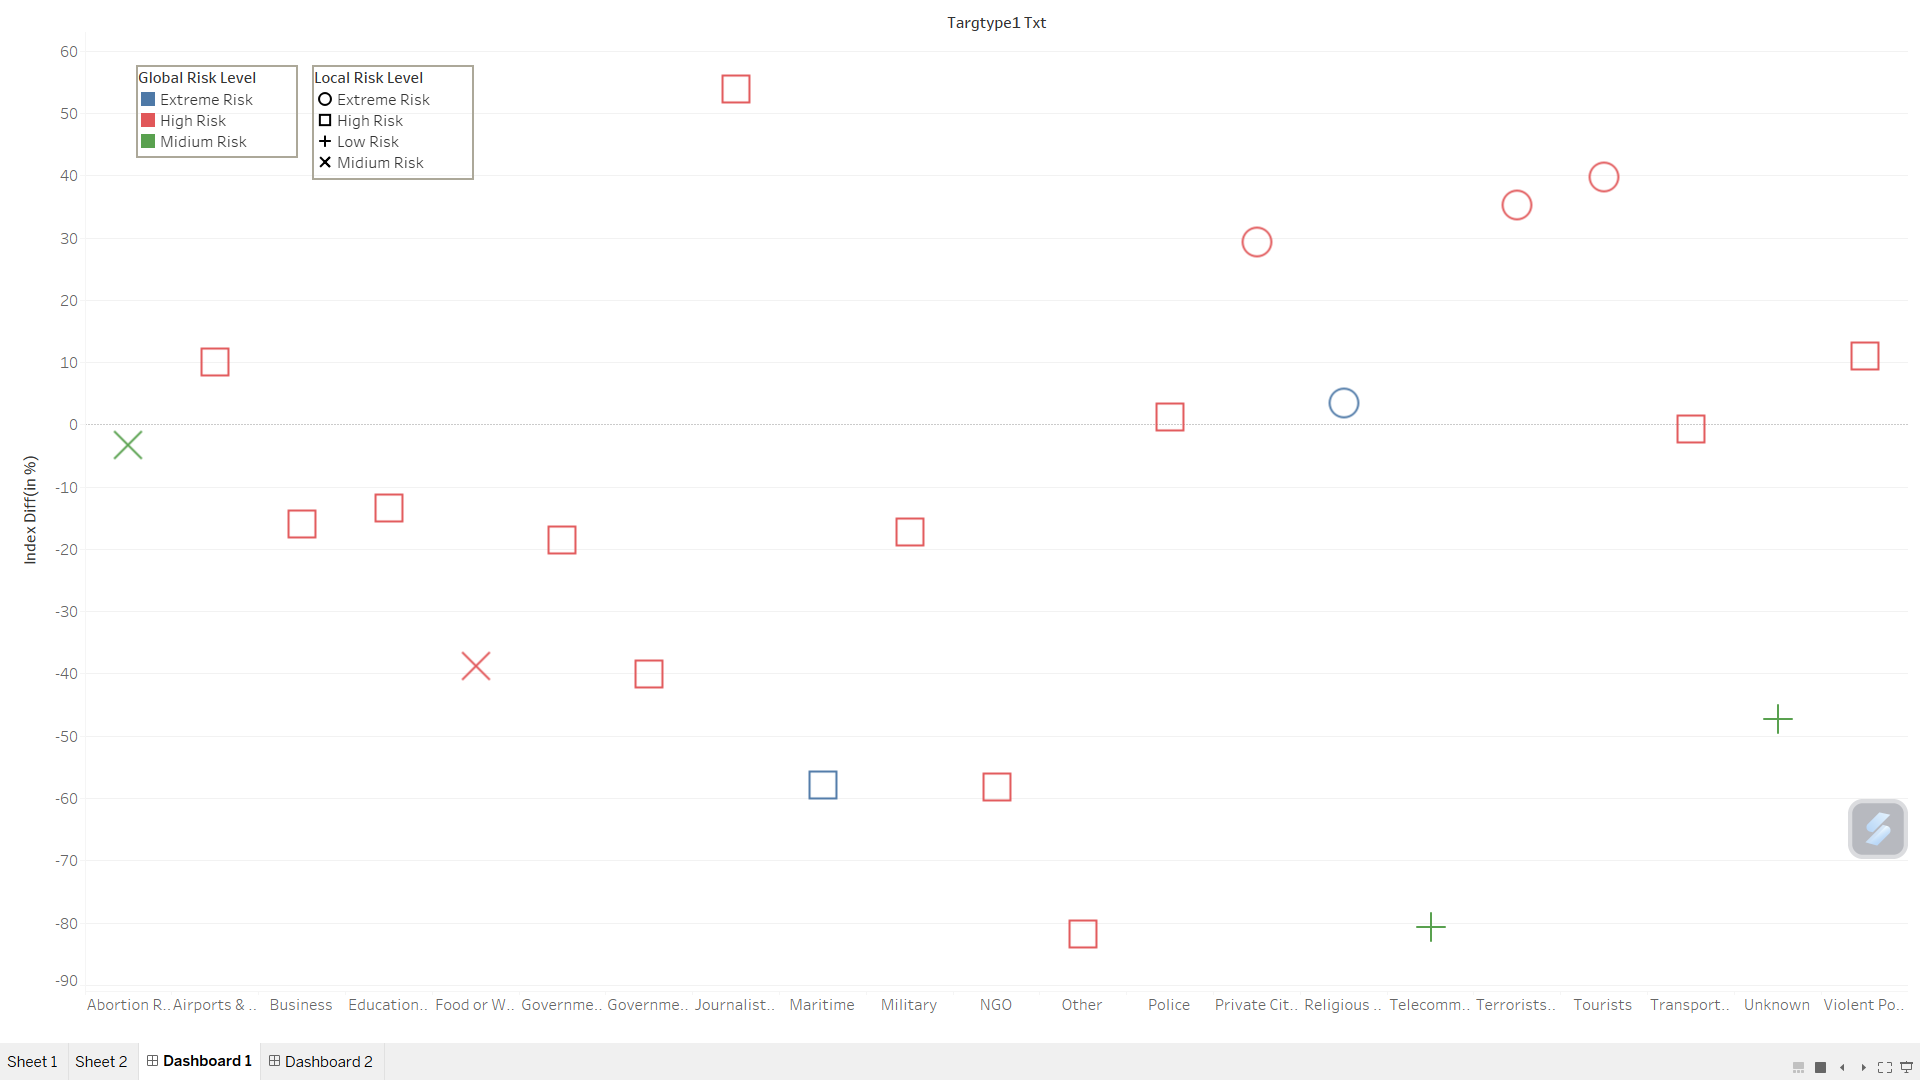 Targtype1 Txt
Global Risk Level
Extreme Risk
High Risk
Midium Risk
Local Risk Level
Extreme Risk
High Risk
Low Risk
Midium Risk
60
50
40
30
20
10
0
-10
-20
-30
-40
-50
-60
-70
-80
-90
Index Diff(in %)
Abortion R.. Airports & .. Business Education.. Food or W.. Governme.. Governme.. Journalist.. Maritime Military NGO Other Police Private Cit.. Religious .. Telecomm.. Terrorists.. Tourists Transport.. Unknown Violent Po..
Sheet 1 Sheet 2 Dashboard 1 Dashboard 2